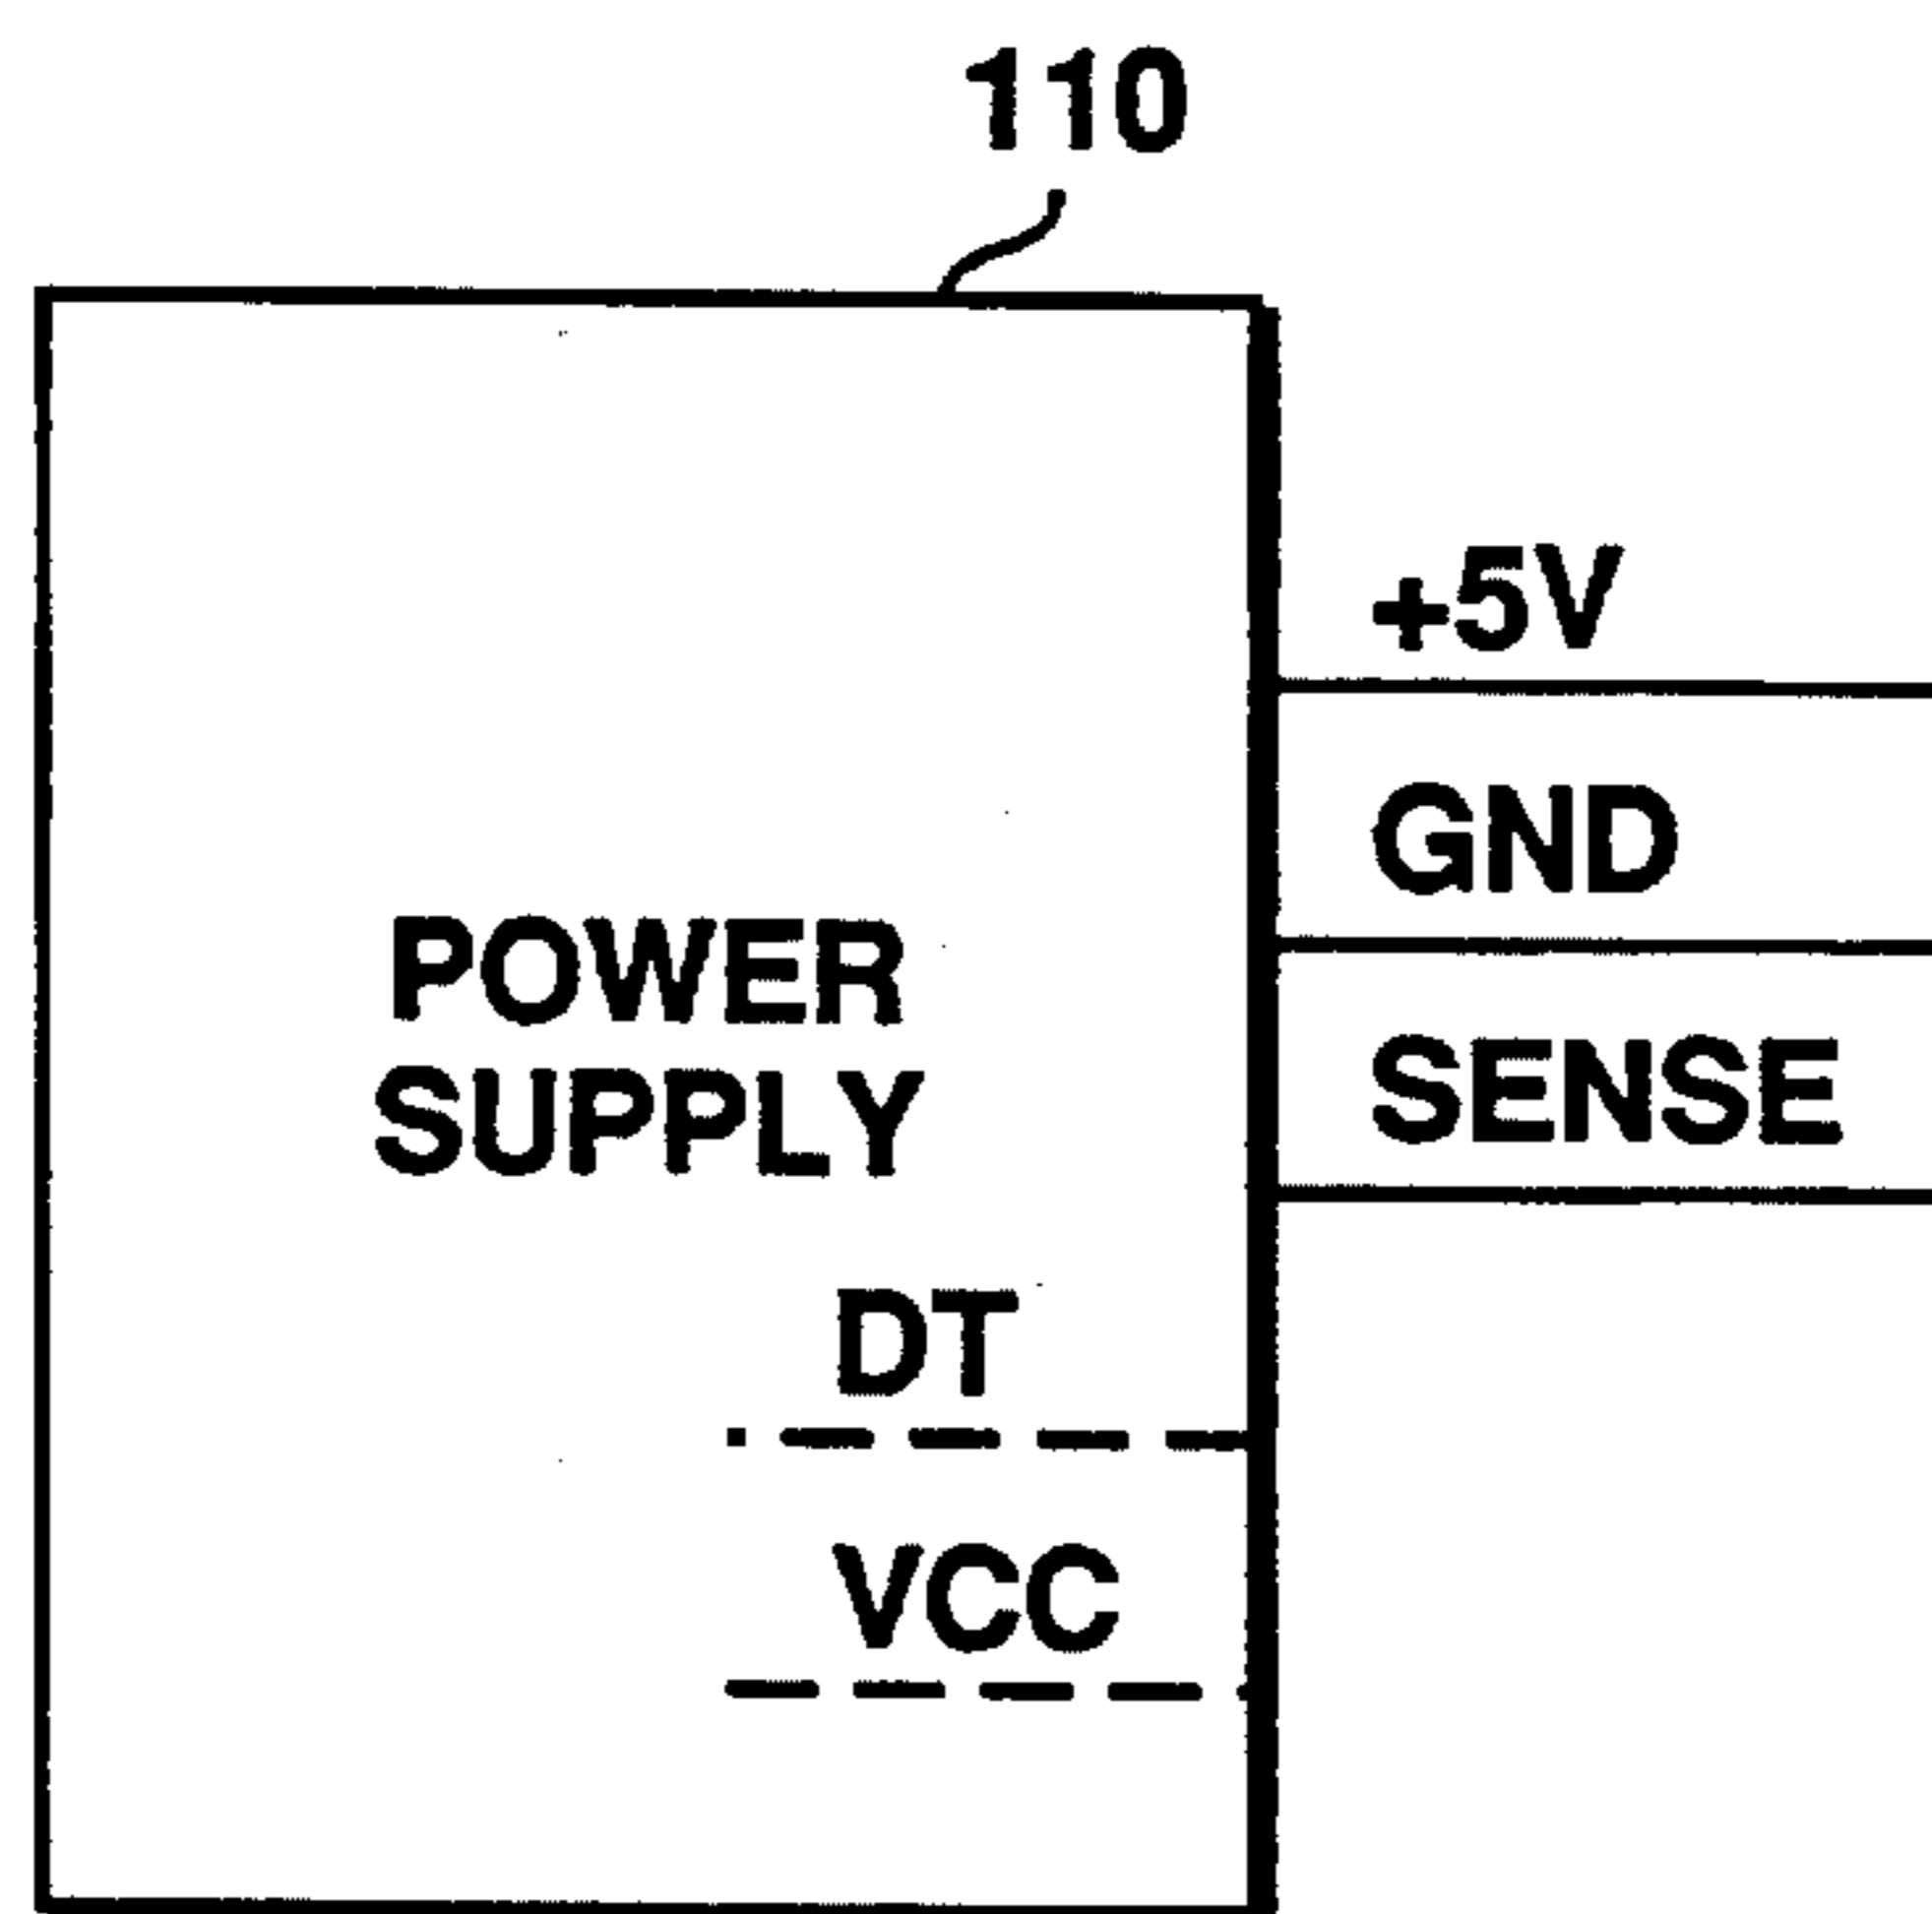 110
+5V
GND
POWER
SUPPLY
SENSE
DT
VCC